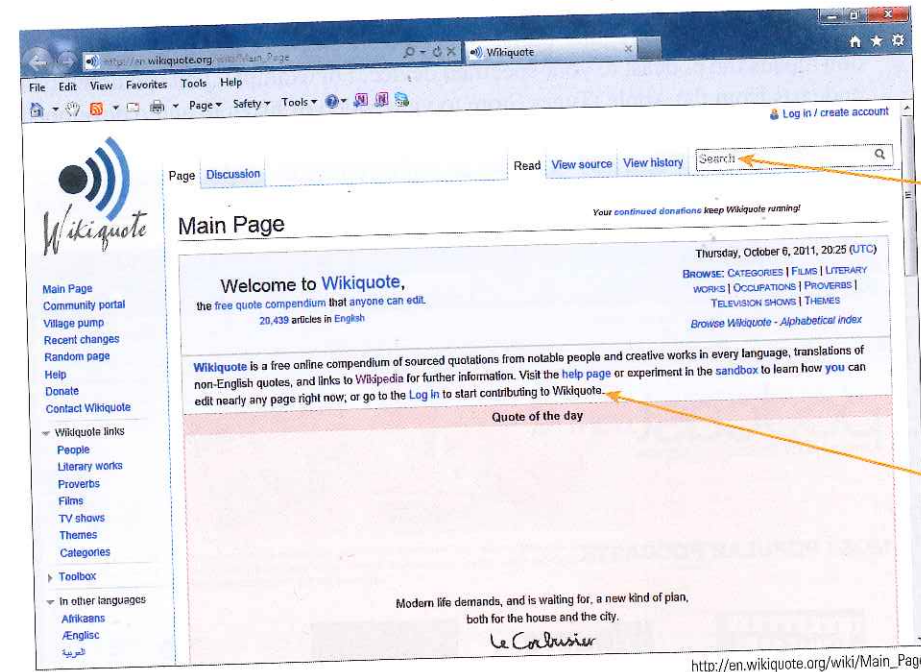 http://en.wikiquote.org/wiki/Main_Page
Wikiquote
File Edit View Favorites Tools Help
Page Safety Tools
Log in / create account
Page Discussion
Read View source View history Search
Wikiquote
Main Page
Your continued donations keep Wikiquote running!
Welcome to Wikiquote,
the free quote compendium that anyone can edit.
20,439 articles in English
Thursday, October 6, 2011, 20:25 (UTC)
BROWSE: CATEGORIES | FILMS | LITERARY
WORKS | OCCUPATIONS | PROVERBS |
TELEVISION SHOWS | THEMES
Browse Wikiquote - Alphabetical index
Main Page
Community portal
Village pump
Recent changes
Random page
Help
Donate
Contact Wikiquote
Wikiquote links
People
Literary works
Proverbs
Films
TV shows
Themes
Categories
Toolbox
In other languages
Afrikaans
Ænglisc
العربية
Wikiquote is a free online compendium of sourced quotations from notable people and creative works in every language, translations of
non-English quotes, and links to Wikipedia for further information. Visit the help page or experiment in the sandbox to learn how you can
edit nearly any page right now; or go to the Log in to start contributing to Wikiquote.
Quote of the day
Modern life demands, and is waiting for, a new kind of plan,
both for the house and the city.
Le Corbusier
http://en.wikiquote.org/wiki/Main_Page